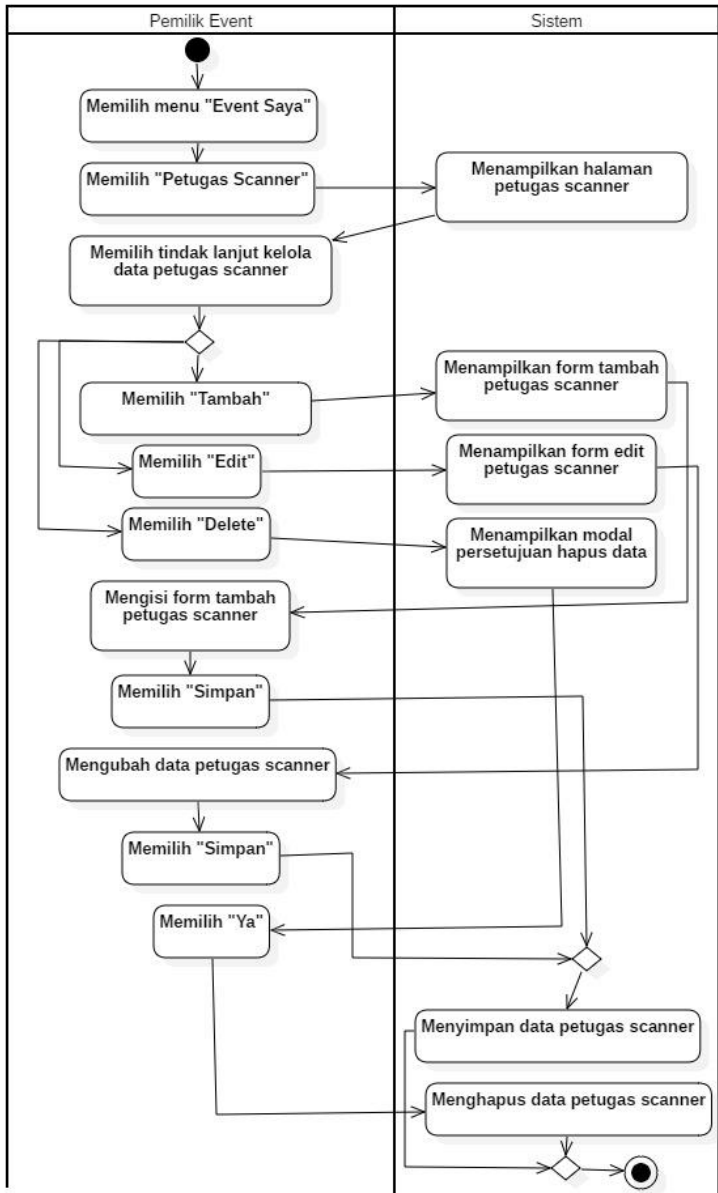 Pemilik Event
Sistem
Memilih menu "Event Saya"
Memilih "Petugas Scanner"
Menampilkan halaman
petugas scanner
Memilih tindak lanjut kelola
data petugas scanner
Memilih "Tambah"
Menampilkan form tambah
petugas scanner
Memilih "Edit"
Menampilkan form edit
petugas scanner
Memilih "Delete"
Menampilkan modal
persetujuan hapus data
Mengisi form tambah
petugas scanner
Memilih "Simpan"
Mengubah data petugas scanner
Memilih "Simpan"
Memilih "Ya"
Menyimpan data petugas scanner
Menghapus data petugas scanner